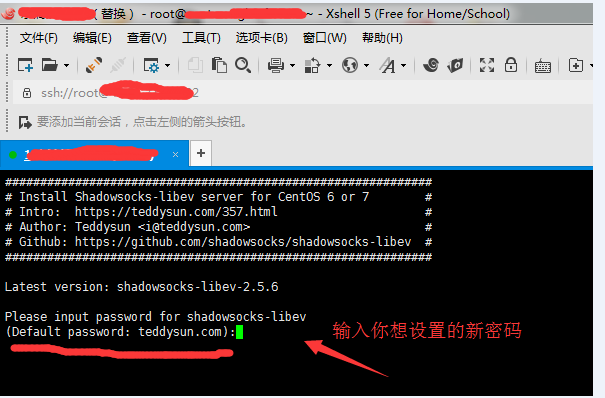 (替换) - root@ ~ - Xshell 5 (Free for Home/School)
文件(F) 编辑(E) 查看(V) 工具(T) 选项卡(B) 窗口(W) 帮助(H)
ssh://root@ 2
要添加当前会话，点击左侧的箭头按钮。
1
###########################################################
# Install Shadowsocks-libev server for CentOS 6 or 7 #
# Intro: https://teddysun.com/357.html #
# Author: Teddysun <i@teddysun.com> #
# Github: https://github.com/shadowsocks/shadowsocks-libev #
###########################################################
Latest version: shadowsocks-libev-2.5.6
Please input password for shadowsocks-libev
(Default password: teddysun.com):
输入你想设置的新密码